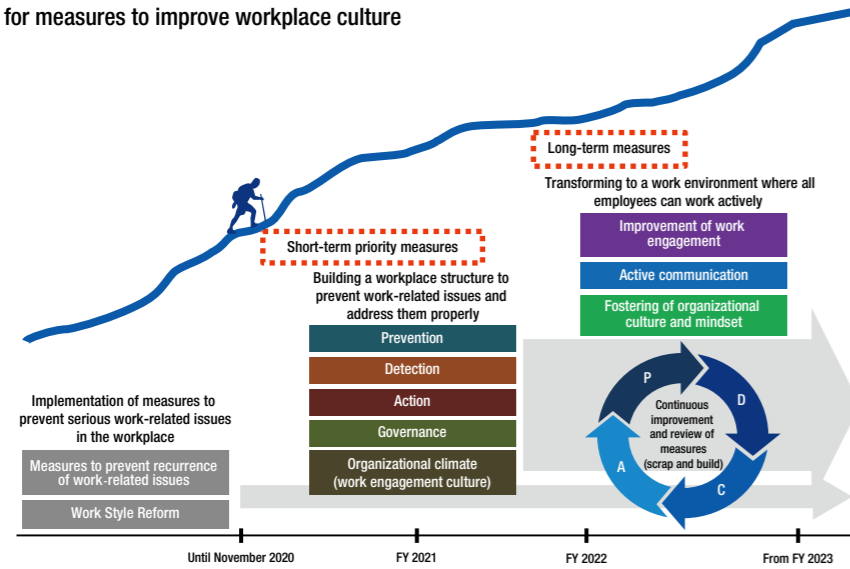 for measures to improve workplace culture
Long-term measures
Transforming to a work environment where all
employees can work actively
Improvement of work
engagement
Active communication
Fostering of organizational
culture and mindset
Short-term priority measures
Building a workplace structure to
prevent work-related issues and
address them properly
Prevention
Detection
Action
Governance
Organizational climate
(work engagement culture)
Implementation of measures to
prevent serious work-related issues
in the workplace
Measures to prevent recurrence
of work-related issues
Work Style Reform
P
D
C
A
Continuous
improvement
and review of
measures
(scrap and build)
Until November 2020
FY 2021
FY 2022
From FY 2023